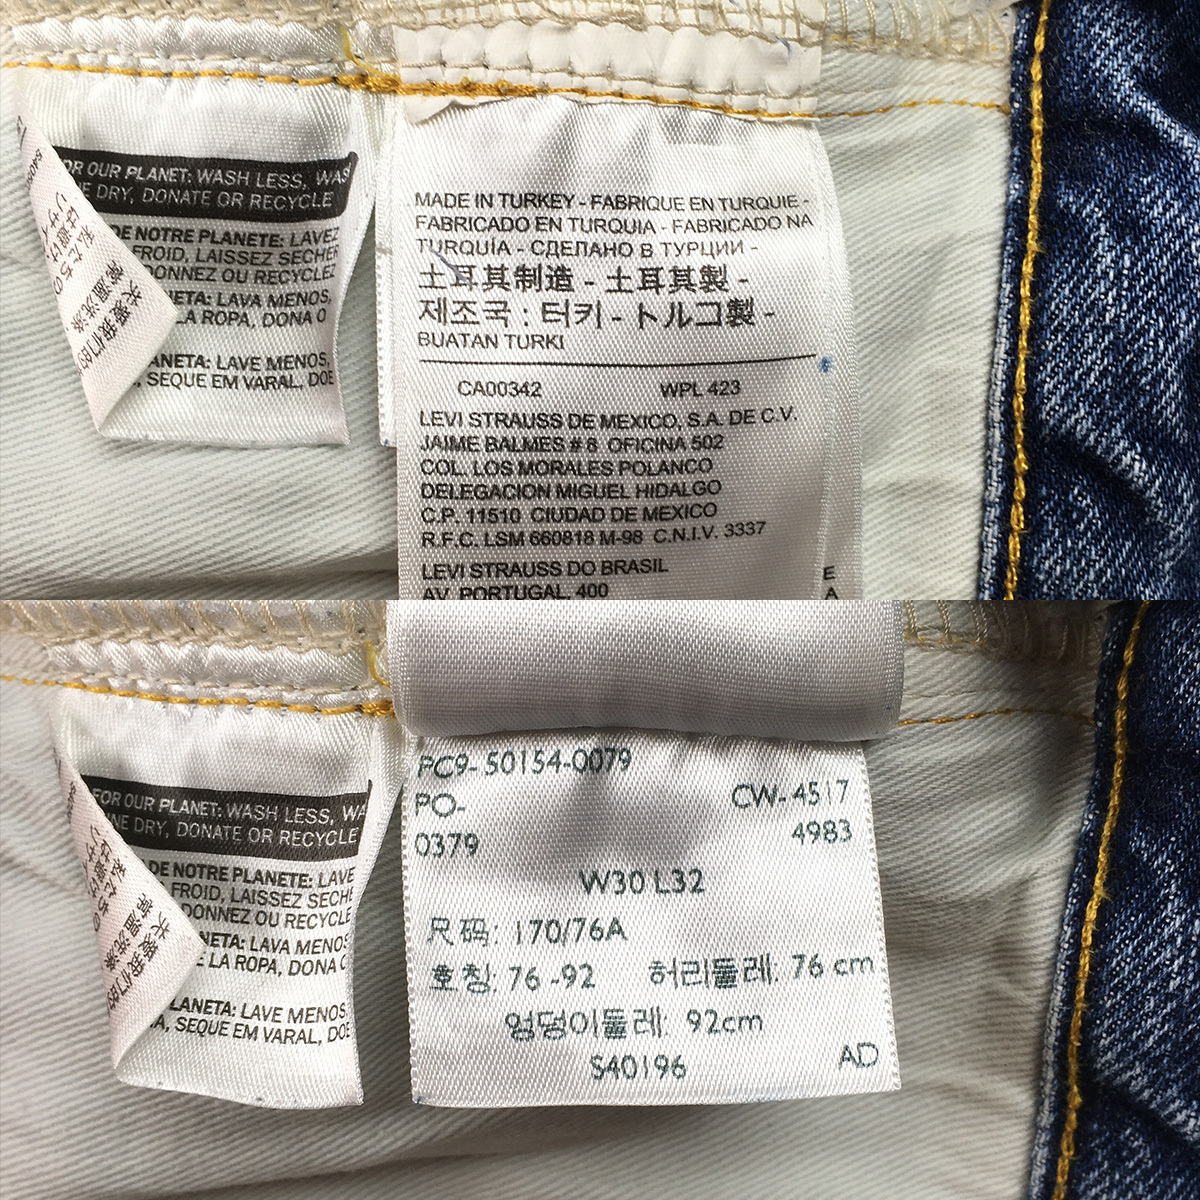 OR OUR PLANET: WASH LESS, WAS
NE DRY, DONATE OR RECYCLE
DE NOTRE PLANETE: LAVEZ
FROID, LAISSEZ SECHER
DONNEZ OU RECYCLEZ
LAVA MENOS,
LA ROPA, DONA O
ANETA: LAVE MENOS,
, SEQUE EM VARAL, DOE
MADE IN TURKEY - FABRIQUE EN TURQUIE -
FABRICADO EN TURQUIA - FABRICADO NA
TURQUÍA - СДЕЛАНО В ТУРЦИИ -
土耳其制造 - 土耳其製 -
제조국 : 터키 - トルコ製 -
BUATAN TURKI
CA00342 WPL 423
LEVI STRAUSS DE MEXICO, S.A. DE C.V.
JAIME BALMES # 8 OFICINA 502
COL. LOS MORALES POLANCO
DELEGACION MIGUEL HIDALGO
C.P. 11510 CIUDAD DE MEXICO
R.F.C. LSM 660818 M-98 C.N.I.V. 3337
LEVI STRAUSS DO BRASIL
AV. PORTUGAL, 400
E
A
FOR OUR PLANET: WASH LESS, WA
NE DRY, DONATE OR RECYCLE
DE NOTRE PLANETE: LAVE
FROID, LAISSEZ SECHE
DONNEZ OU RECYCLE
NETA: LAVA MENOS
E LA ROPA, DONA O
LANETA: LAVE MENOS
A, SEQUE EM VARAL, DOE
PC9-50154-0079
PO- CW-4517
0379 4983
W30 L32
尺码: 170/76A
호칭: 76-92 허리둘레: 76 cm
엉덩이둘레: 92cm
S40196 AD